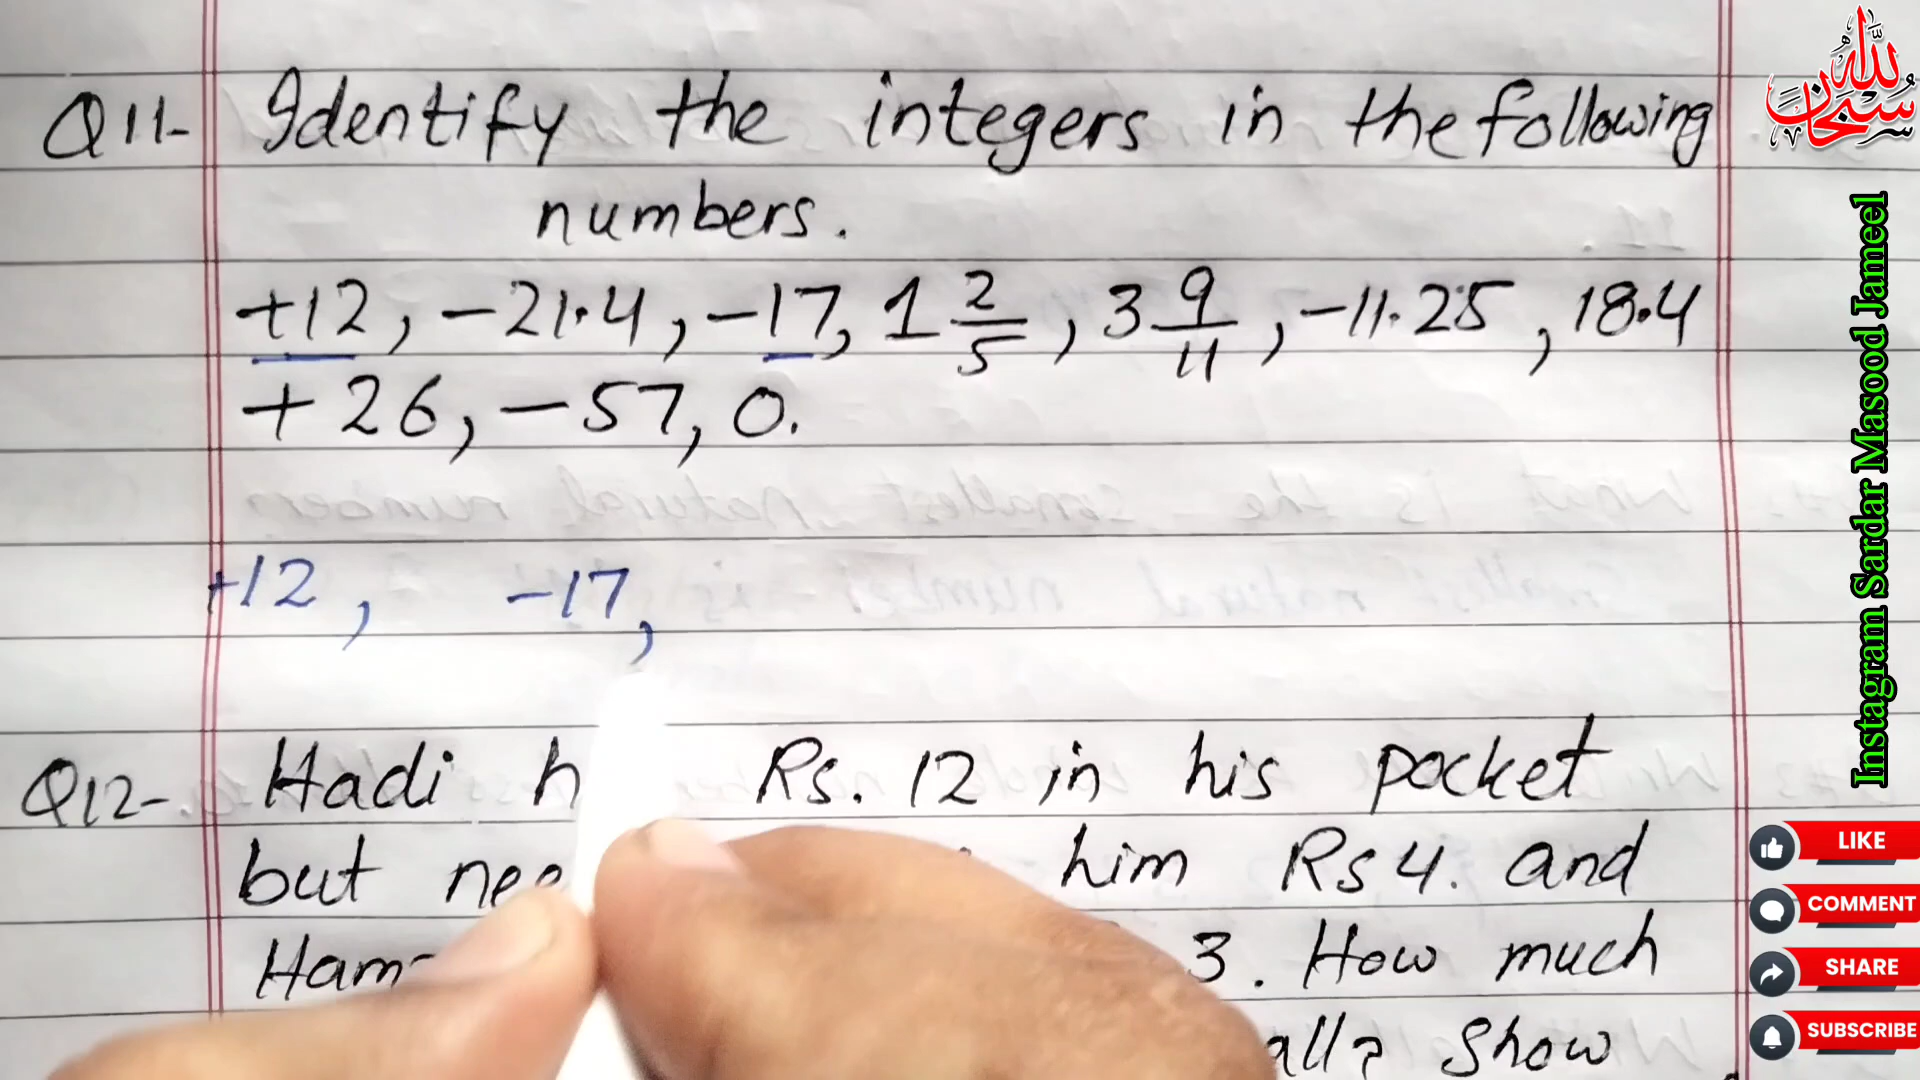 Q11- Identify the integers in the following
numbers.
+12, -21.4, -17, 1 2/5, 3 9/11, -11.25, 18.4
+26, -57, 0.
+12, -17,
Q12- Hadi h Rs. 12 in his pocket
but nee him Rs 4. and
Ham 3. How much
all? Show
سُبْحَانَ اللّٰه
Instagram Sardar Masood Jameel
LIKE
COMMENT
SHARE
SUBSCRIBE